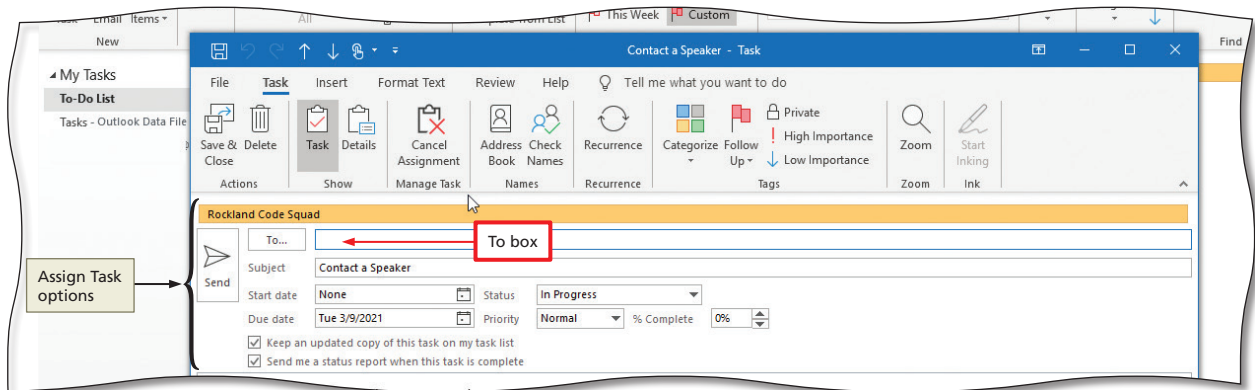 Task Email Items
All
from List
This Week
Custom
New
Find
Contact a Speaker - Task
My Tasks
To-Do List
Tasks - Outlook Data File
File Task Insert Format Text Review Help Tell me what you want to do
Save & Close
Delete
Task
Details
Cancel Assignment
Address Book
Check Names
Recurrence
Categorize
Follow Up
Private
High Importance
Low Importance
Zoom
Start Inking
Actions Show Manage Task Names Recurrence Tags Zoom Ink
Rockland Code Squad
To...
To box
Send
Subject Contact a Speaker
Start date None Status In Progress
Due date Tue 3/9/2021 Priority Normal % Complete 0%
Keep an updated copy of this task on my task list
Send me a status report when this task is complete
Assign Task
options